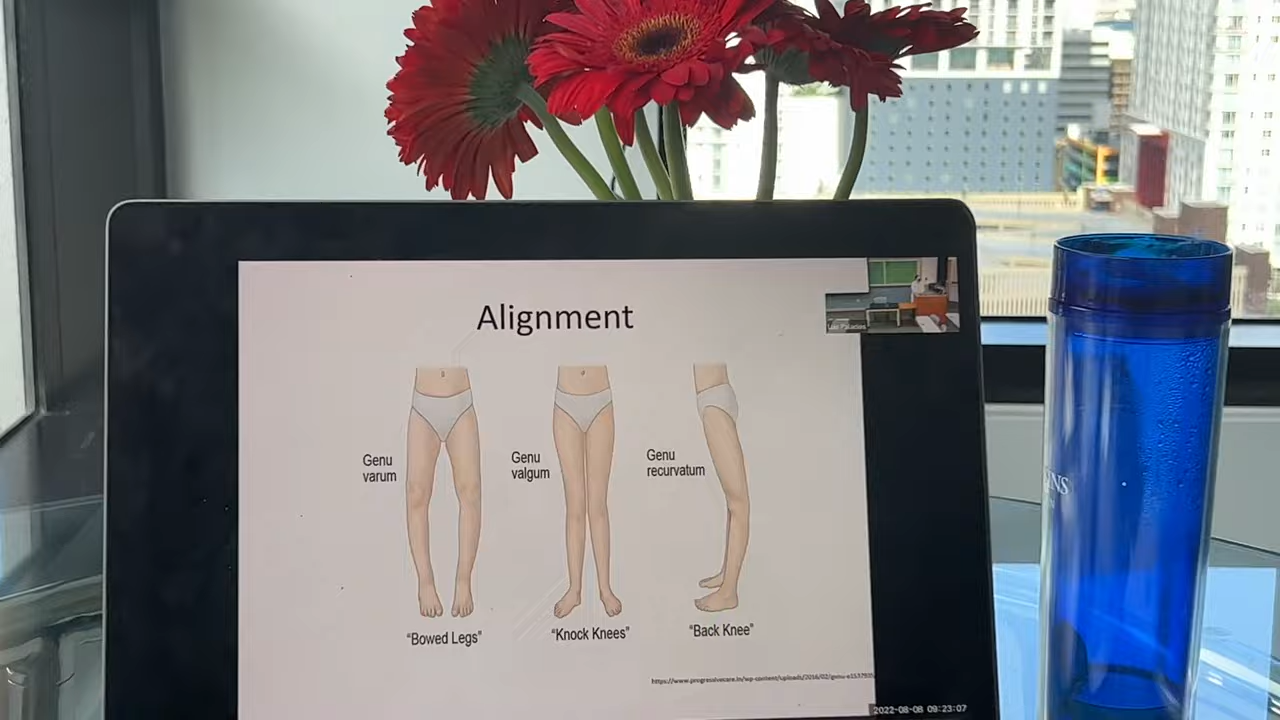 Alignment
Genu
varum
Genu
valgum
Genu
recurvatum
"Bowed Legs"
"Knock Knees"
"Back Knee"
2022-08-08 09:23:07